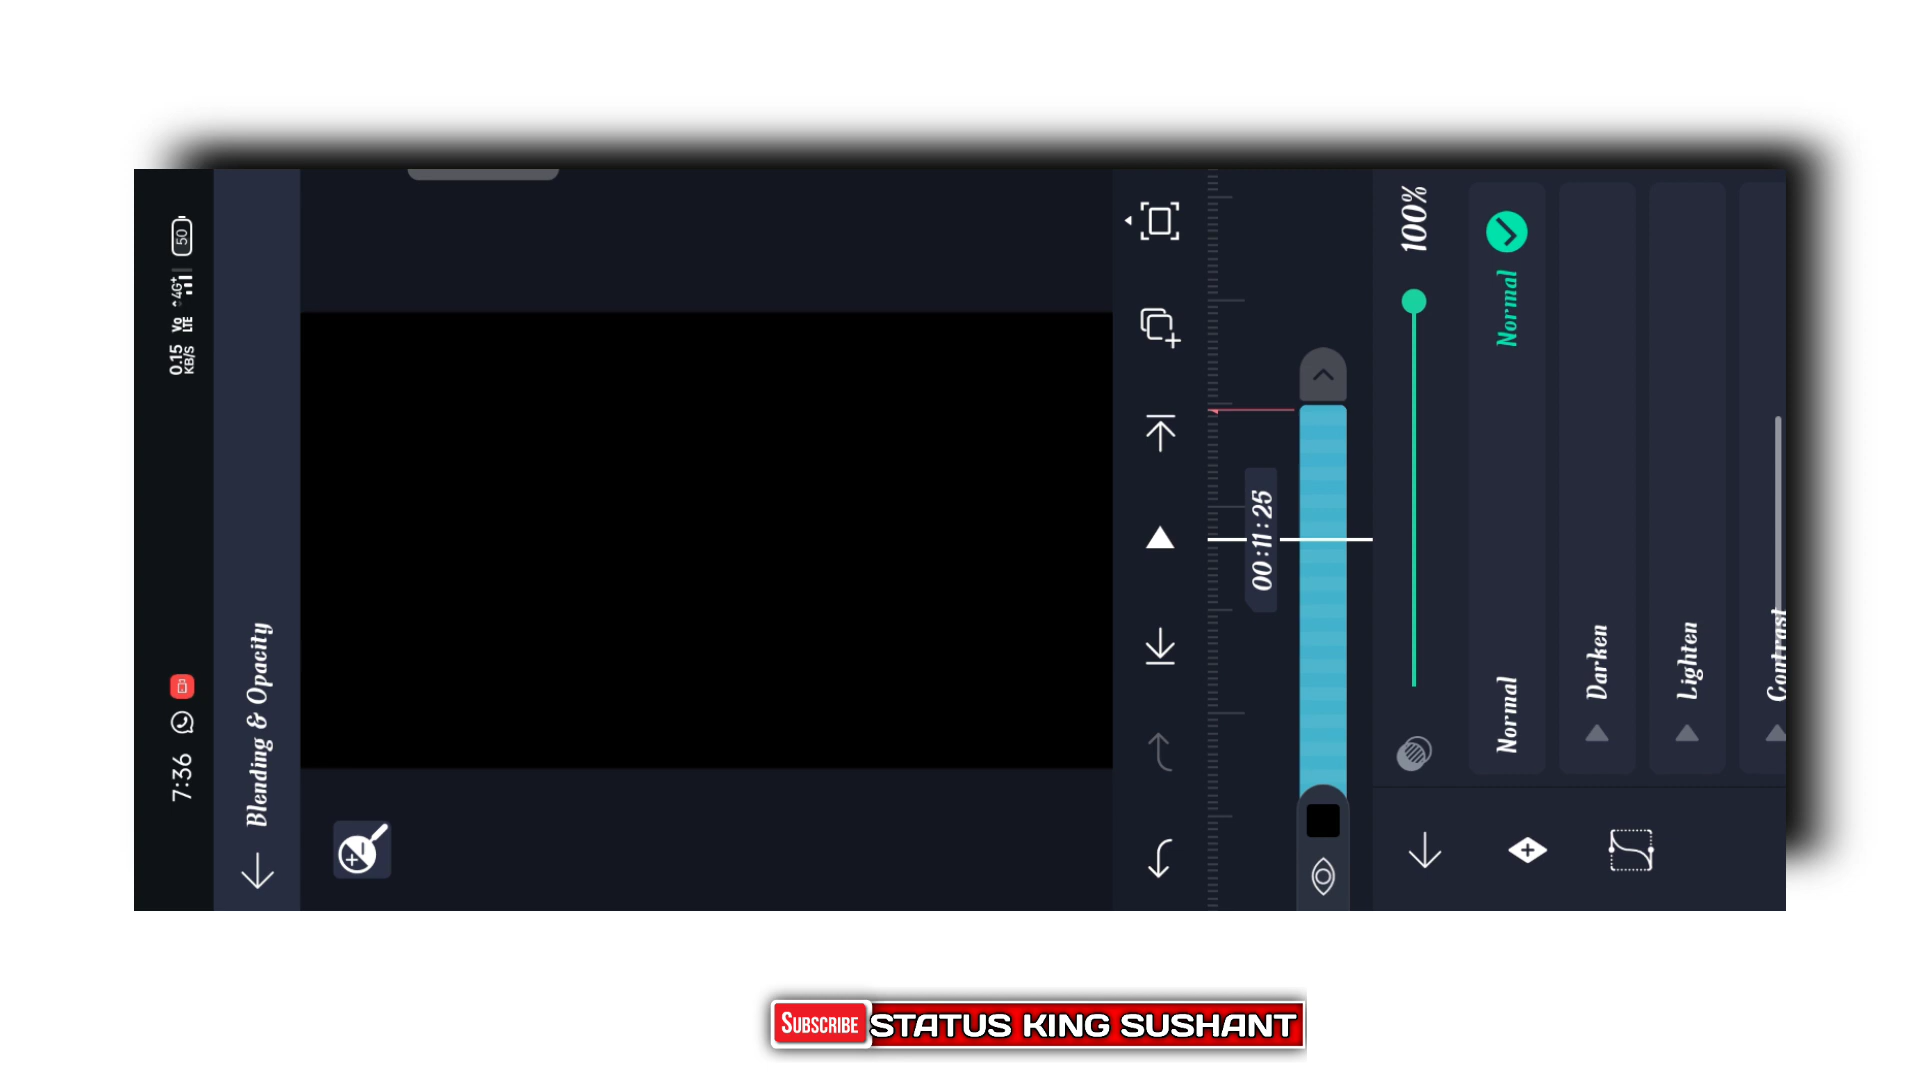 7:36
0.15 KB/S Vo LTE 4G+ 50
Blending & Opacity
00:11:25
100%
Normal Normal
Darken
Lighten
Contrast
SUBSCRIBE STATUS KING SUSHANT